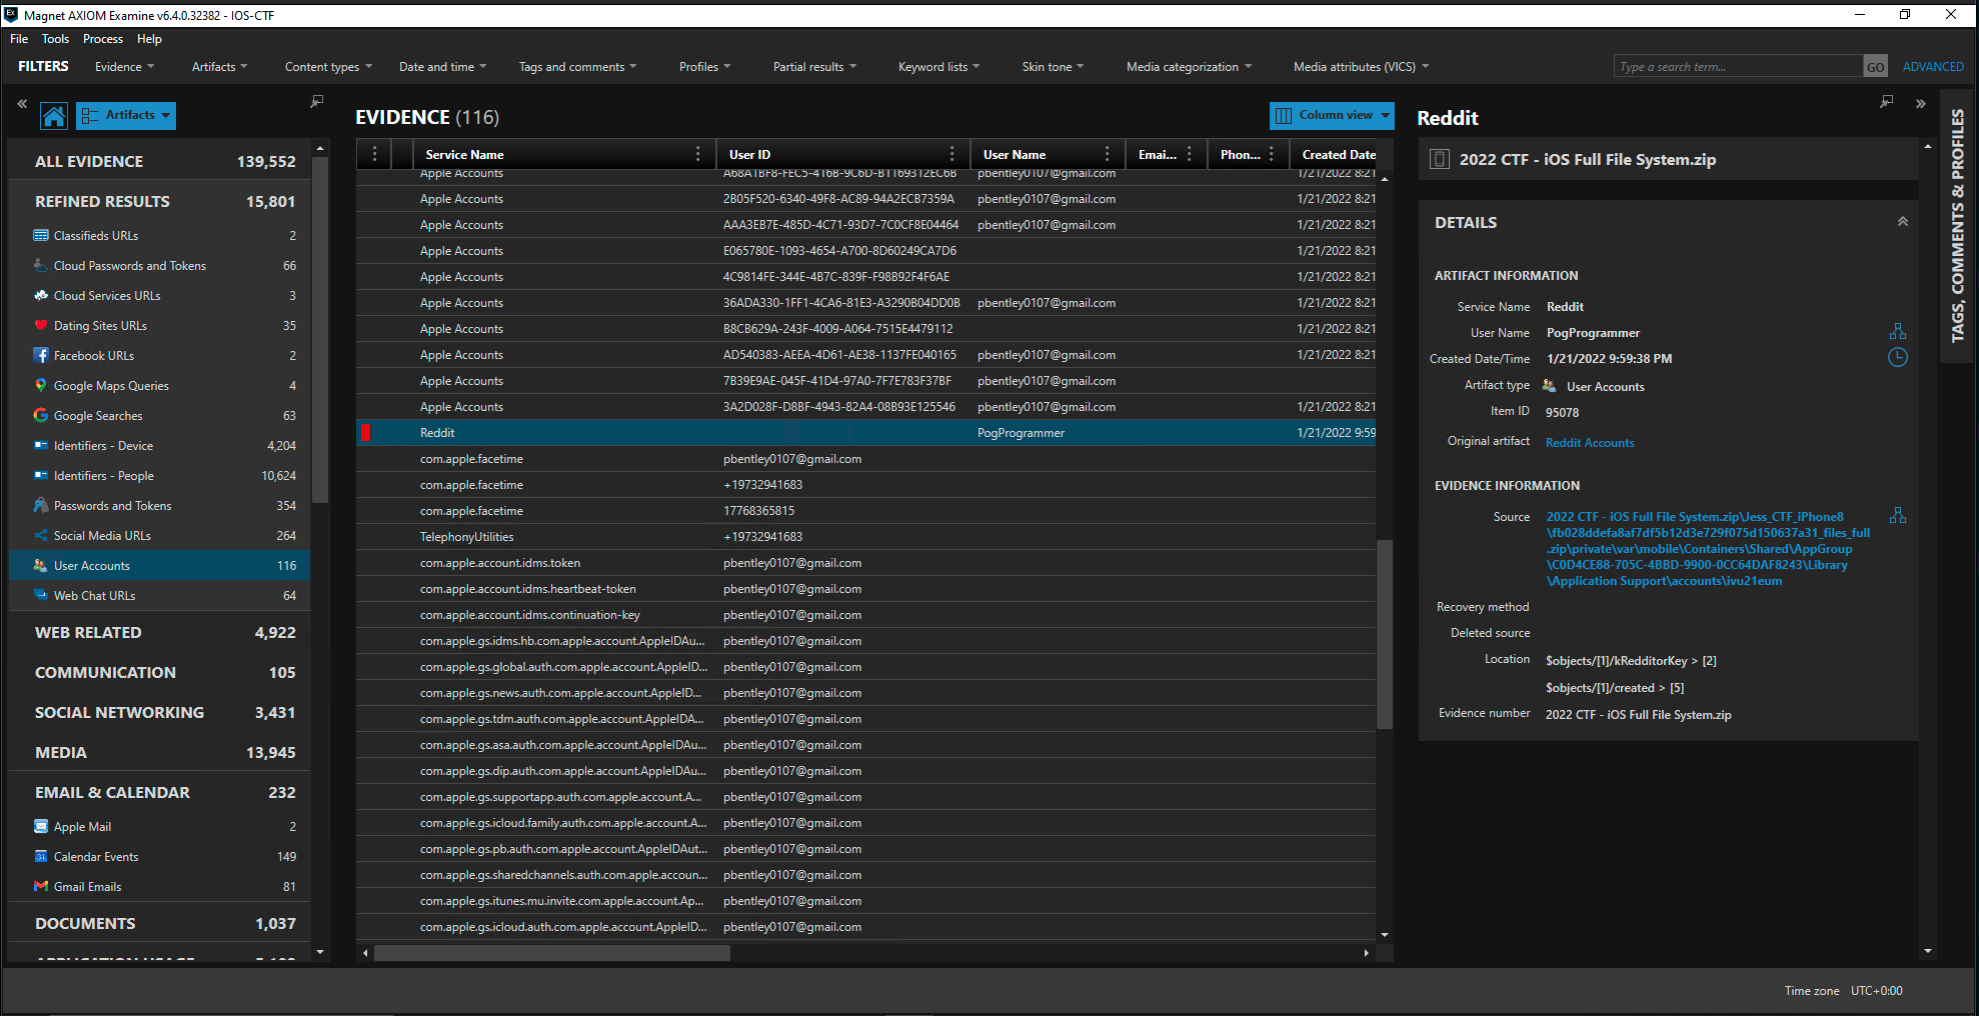 Magnet AXIOM Examine v6.4.0.32382 - IOS-CTF
File Tools Process Help
FILTERS Evidence Artifacts Content types Date and time Tags and comments Profiles Partial results Keyword lists Skin tone Media categorization Media attributes (VICS) Type a search term... GO ADVANCED
Artifacts
ALL EVIDENCE 139,552
REFINED RESULTS 15,801
Classifieds URLs 2
Cloud Passwords and Tokens 66
Cloud Services URLs 3
Dating Sites URLs 35
Facebook URLs 2
Google Maps Queries 4
Google Searches 63
Identifiers - Device 4,204
Identifiers - People 10,624
Passwords and Tokens 354
Social Media URLs 264
User Accounts 116
Web Chat URLs 64
WEB RELATED 4,922
COMMUNICATION 105
SOCIAL NETWORKING 3,431
MEDIA 13,945
EMAIL & CALENDAR 232
Apple Mail 2
Calendar Events 149
Gmail Emails 81
DOCUMENTS 1,037
EVIDENCE (116) Column view
Service Name User ID User Name Emai... Phon... Created Date
Apple Accounts A68A1BF8-FEC5-416B-9C6D-B1169312EC6B pbentley0107@gmail.com 1/21/2022 8:21
Apple Accounts 2B05F520-6340-49F8-AC89-94A2ECB7359A pbentley0107@gmail.com 1/21/2022 8:21
Apple Accounts AAA3EB7E-485D-4C71-93D7-7C0CF8E04464 pbentley0107@gmail.com 1/21/2022 8:21
Apple Accounts E065780E-1093-4654-A700-8D60249CA7D6 1/21/2022 8:21
Apple Accounts 4C9814FE-344E-4B7C-839F-F98B92F4F6AE 1/21/2022 8:21
Apple Accounts 36ADA330-1FF1-4CA6-81E3-A3290B04DD0B pbentley0107@gmail.com 1/21/2022 8:21
Apple Accounts B8CB629A-243F-4009-A064-7515E4479112 1/21/2022 8:21
Apple Accounts AD540383-AEEA-4D61-AE38-1137FE040165 pbentley0107@gmail.com 1/21/2022 8:21
Apple Accounts 7B39E9AE-045F-41D4-97A0-7F7E783F37BF pbentley0107@gmail.com
Apple Accounts 3A2D028F-D8BF-4943-82A4-08B93E125546 pbentley0107@gmail.com 1/21/2022 8:21
Reddit PogProgrammer 1/21/2022 9:59
com.apple.facetime pbentley0107@gmail.com
com.apple.facetime +19732941683
com.apple.facetime 17768365815
TelephonyUtilities +19732941683
com.apple.account.idms.token pbentley0107@gmail.com
com.apple.account.idms.heartbeat-token pbentley0107@gmail.com
com.apple.account.idms.continuation-key pbentley0107@gmail.com
com.apple.gs.idms.hb.com.apple.account.AppleIDAu... pbentley0107@gmail.com
com.apple.gs.global.auth.com.apple.account.AppleID... pbentley0107@gmail.com
com.apple.gs.news.auth.com.apple.account.AppleID... pbentley0107@gmail.com
com.apple.gs.tdm.auth.com.apple.account.AppleIDA... pbentley0107@gmail.com
com.apple.gs.asa.auth.com.apple.account.AppleIDAu... pbentley0107@gmail.com
com.apple.gs.dip.auth.com.apple.account.AppleIDAu... pbentley0107@gmail.com
com.apple.gs.supportapp.auth.com.apple.account.A... pbentley0107@gmail.com
com.apple.gs.icloud.family.auth.com.apple.account.A... pbentley0107@gmail.com
com.apple.gs.pb.auth.com.apple.account.AppleIDAut... pbentley0107@gmail.com
com.apple.gs.sharedchannels.auth.com.apple.accoun... pbentley0107@gmail.com
com.apple.gs.itunes.mu.invite.com.apple.account.Ap... pbentley0107@gmail.com
com.apple.gs.icloud.auth.com.apple.account.AppleID... pbentley0107@gmail.com
Reddit
2022 CTF - iOS Full File System.zip
DETAILS
ARTIFACT INFORMATION
Service Name Reddit
User Name PogProgrammer
Created Date/Time 1/21/2022 9:59:38 PM
Artifact type User Accounts
Item ID 95078
Original artifact Reddit Accounts
EVIDENCE INFORMATION
Source 2022 CTF - iOS Full File System.zip\Jess_CTF_iPhone8
\fb028ddefa8af7df5b12d3e729f075d150637a31_files_full
.zip\private\var\mobile\Containers\Shared\AppGroup
\C0D4CE88-705C-4BBD-9900-0CC64DAF8243\Library
\Application Support\accounts\ivu21eum
Recovery method
Deleted source
Location $objects/[1]/kRedditorKey > [2]
$objects/[1]/created > [5]
Evidence number 2022 CTF - iOS Full File System.zip
TAGS, COMMENTS & PROFILES
Time zone UTC+0:00